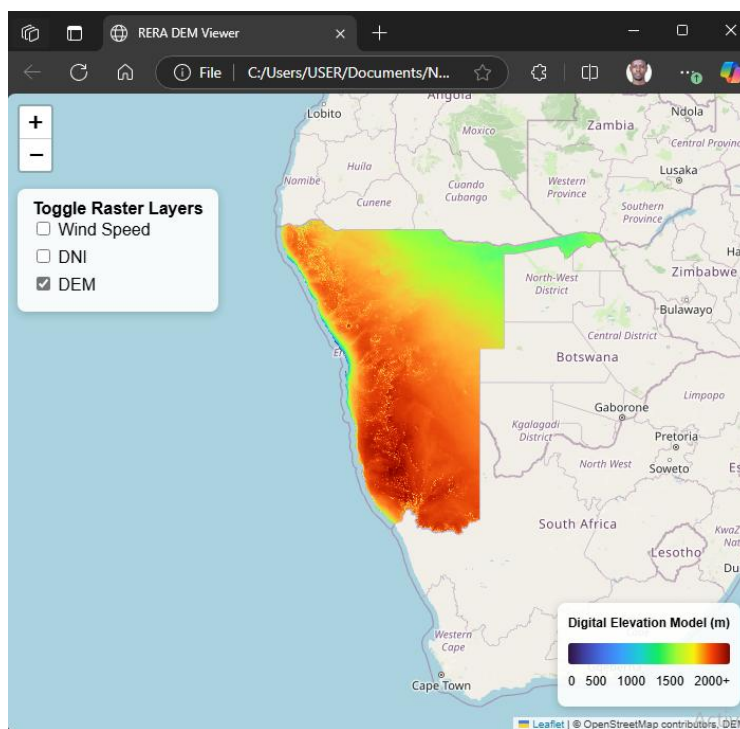 RERA DEM Viewer
File
C:/Users/USER/Documents/N...
+
−
Toggle Raster Layers
Wind Speed
DNI
DEM
Angola
Lobito
Ndola
Moxico
Zambia
Central Province
Huíla
Lusaka
Namibe
Cuando Cubango
Western Province
Cunene
Southern Province
North-West District
Zimbabwe
Bulawayo
Central District
Botswana
Limpopo
Gaborone
Kgalagadi District
Pretoria
North West
Soweto
South Africa
Lesotho
Western Cape
Cape Town
Digital Elevation Model (m)
0 500 1000 1500 2000+
Leaflet | © OpenStreetMap contributors, DEM